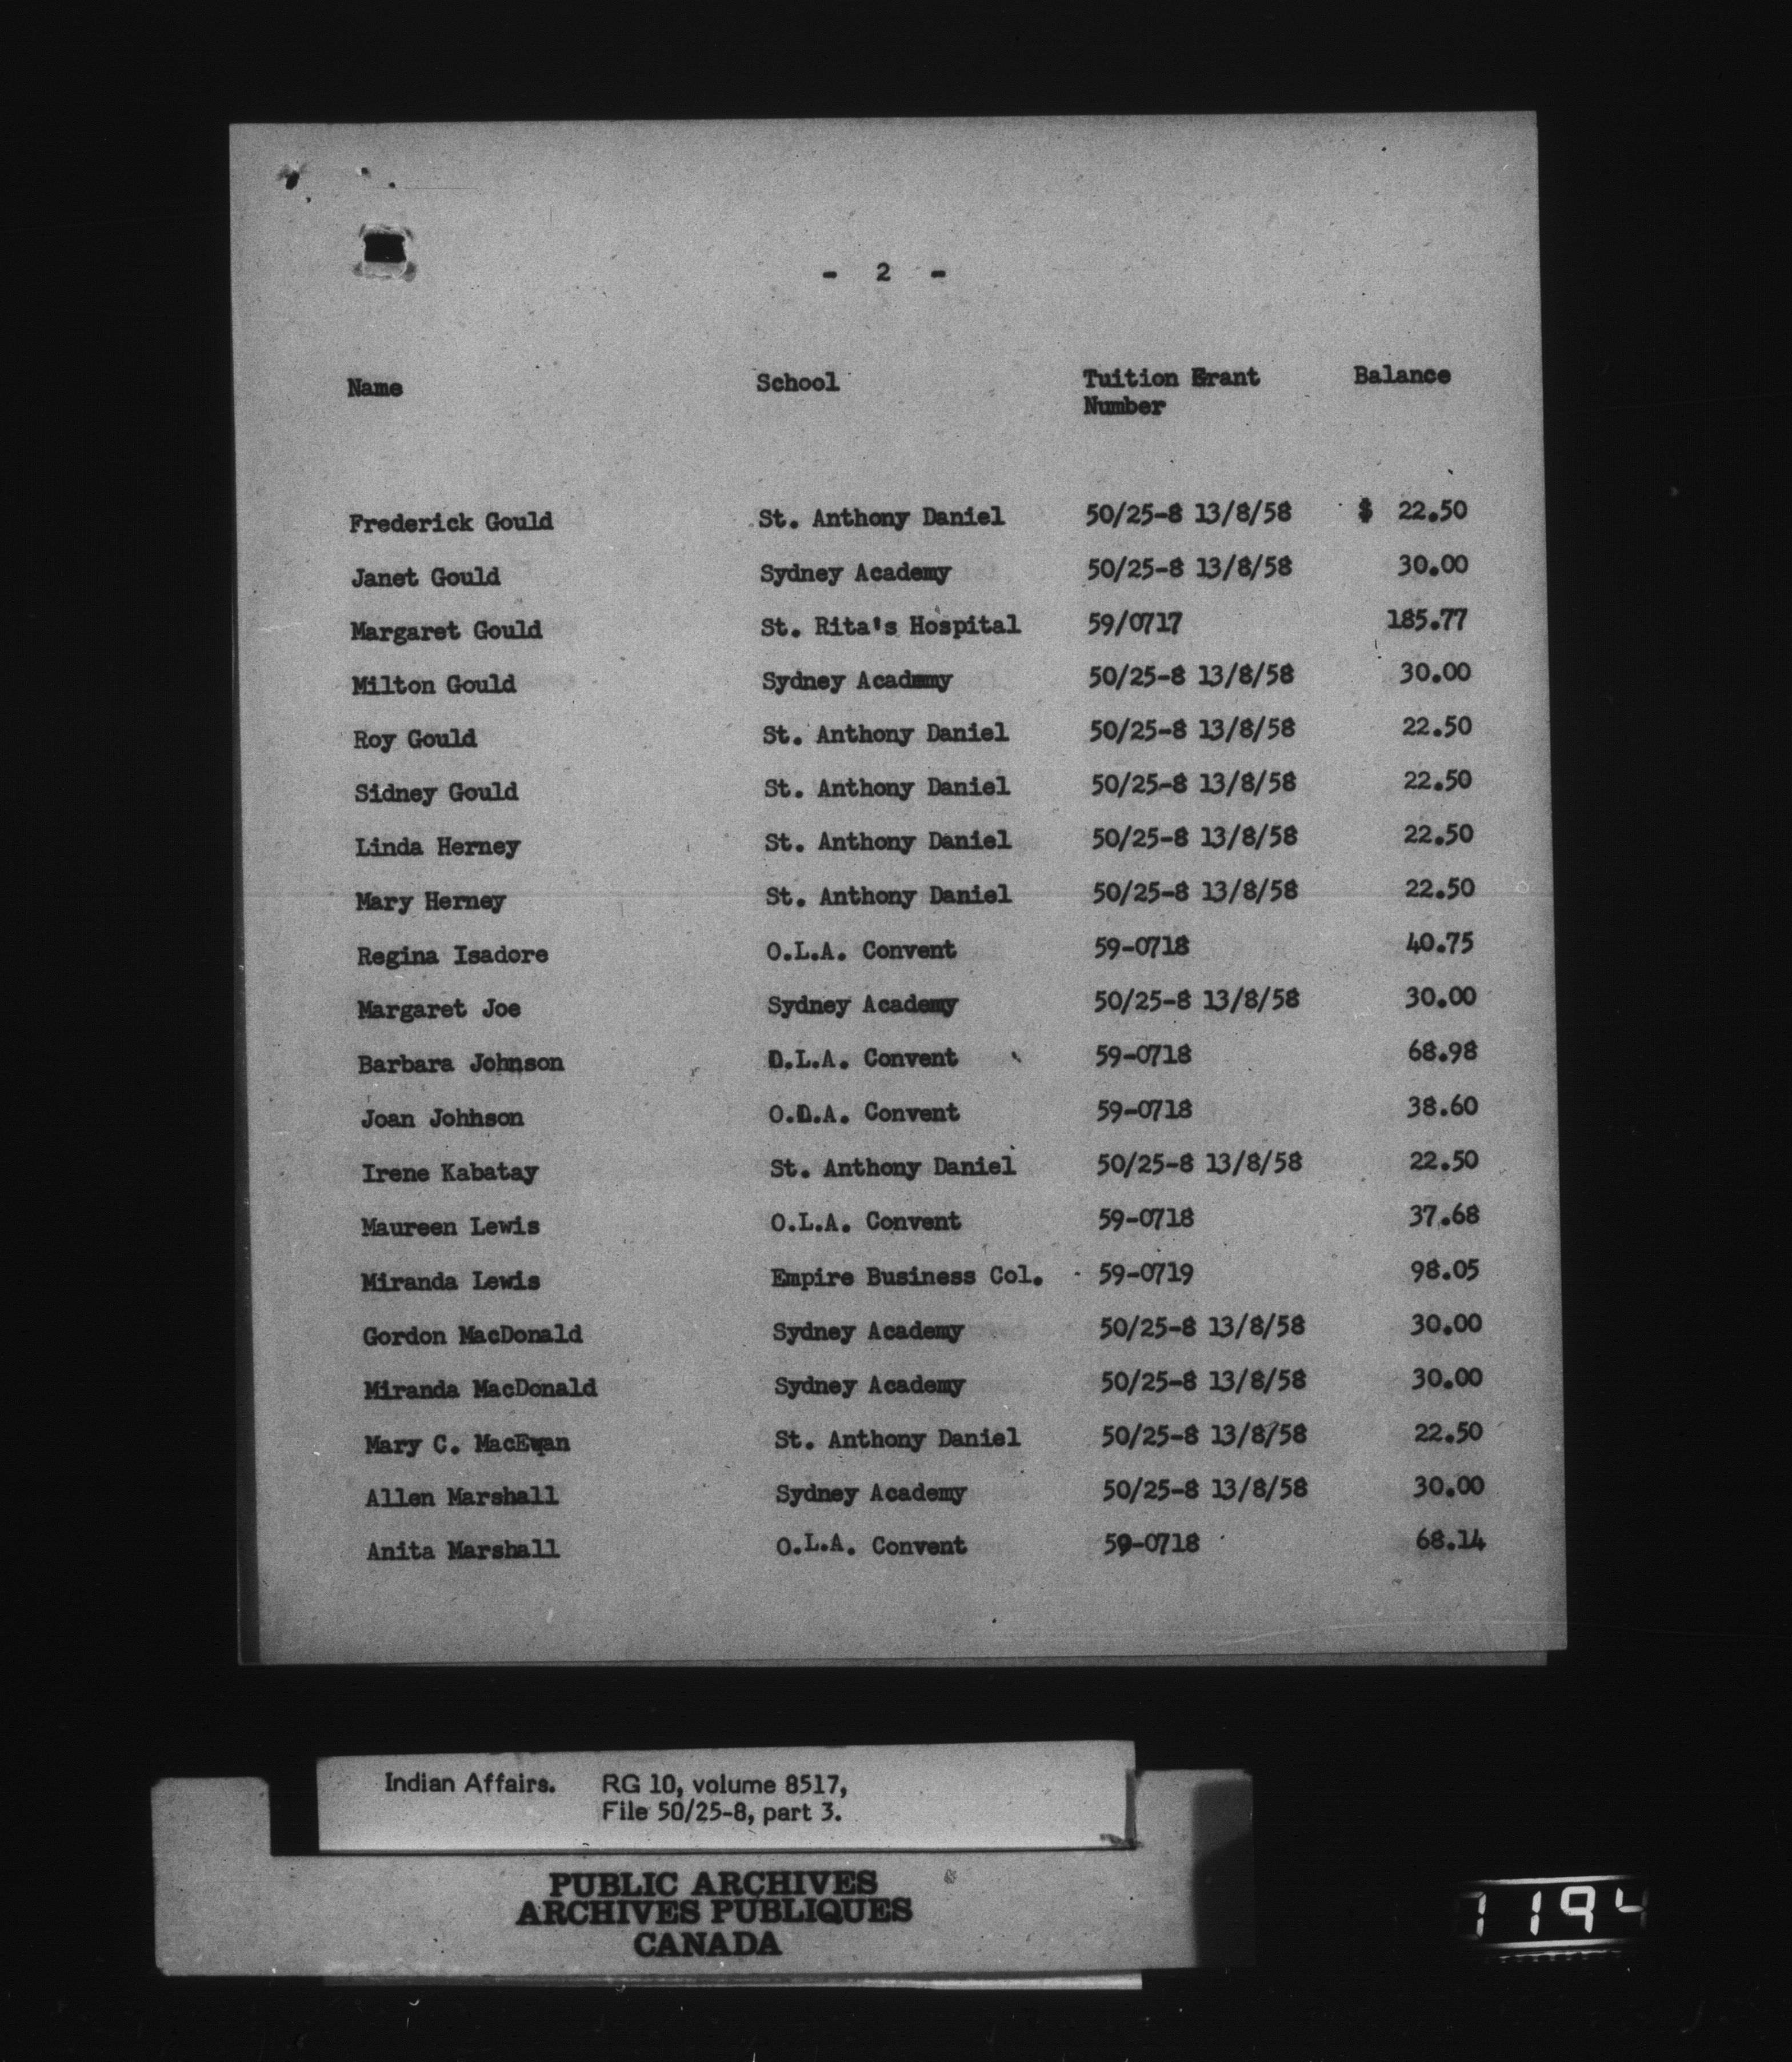 - 2 -
Name School Tuition Grant Balance
Number
Frederick Gould St. Anthony Daniel 50/25-8 13/8/58 $ 22.50
Janet Gould Sydney Academy 50/25-8 13/8/58 30.00
Margaret Gould St. Rita's Hospital 59/0717 185.77
Milton Gould Sydney Academy 50/25-8 13/8/58 30.00
Roy Gould St. Anthony Daniel 50/25-8 13/8/58 22.50
Sidney Gould St. Anthony Daniel 50/25-8 13/8/58 22.50
Linda Herney St. Anthony Daniel 50/25-8 13/8/58 22.50
Mary Herney St. Anthony Daniel 50/25-8 13/8/58 22.50
Regina Isadore O.L.A. Convent 59-0718 40.75
Margaret Joe Sydney Academy 50/25-8 13/8/58 30.00
Barbara Johnson O.L.A. Convent 59-0718 68.98
Joan Johhson O.L.A. Convent 59-0718 38.60
Irene Kabatay St. Anthony Daniel 50/25-8 13/8/58 22.50
Maureen Lewis O.L.A. Convent 59-0718 37.68
Miranda Lewis Empire Business Col. 59-0719 98.05
Gordon MacDonald Sydney Academy 50/25-8 13/8/58 30.00
Miranda MacDonald Sydney Academy 50/25-8 13/8/58 30.00
Mary C. MacEwan St. Anthony Daniel 50/25-8 13/8/58 22.50
Allen Marshall Sydney Academy 50/25-8 13/8/58 30.00
Anita Marshall O.L.A. Convent 59-0718 68.14
Indian Affairs. RG 10, volume 8517,
File 50/25-8, part 3.
PUBLIC ARCHIVES
ARCHIVES PUBLIQUES
CANADA
1194